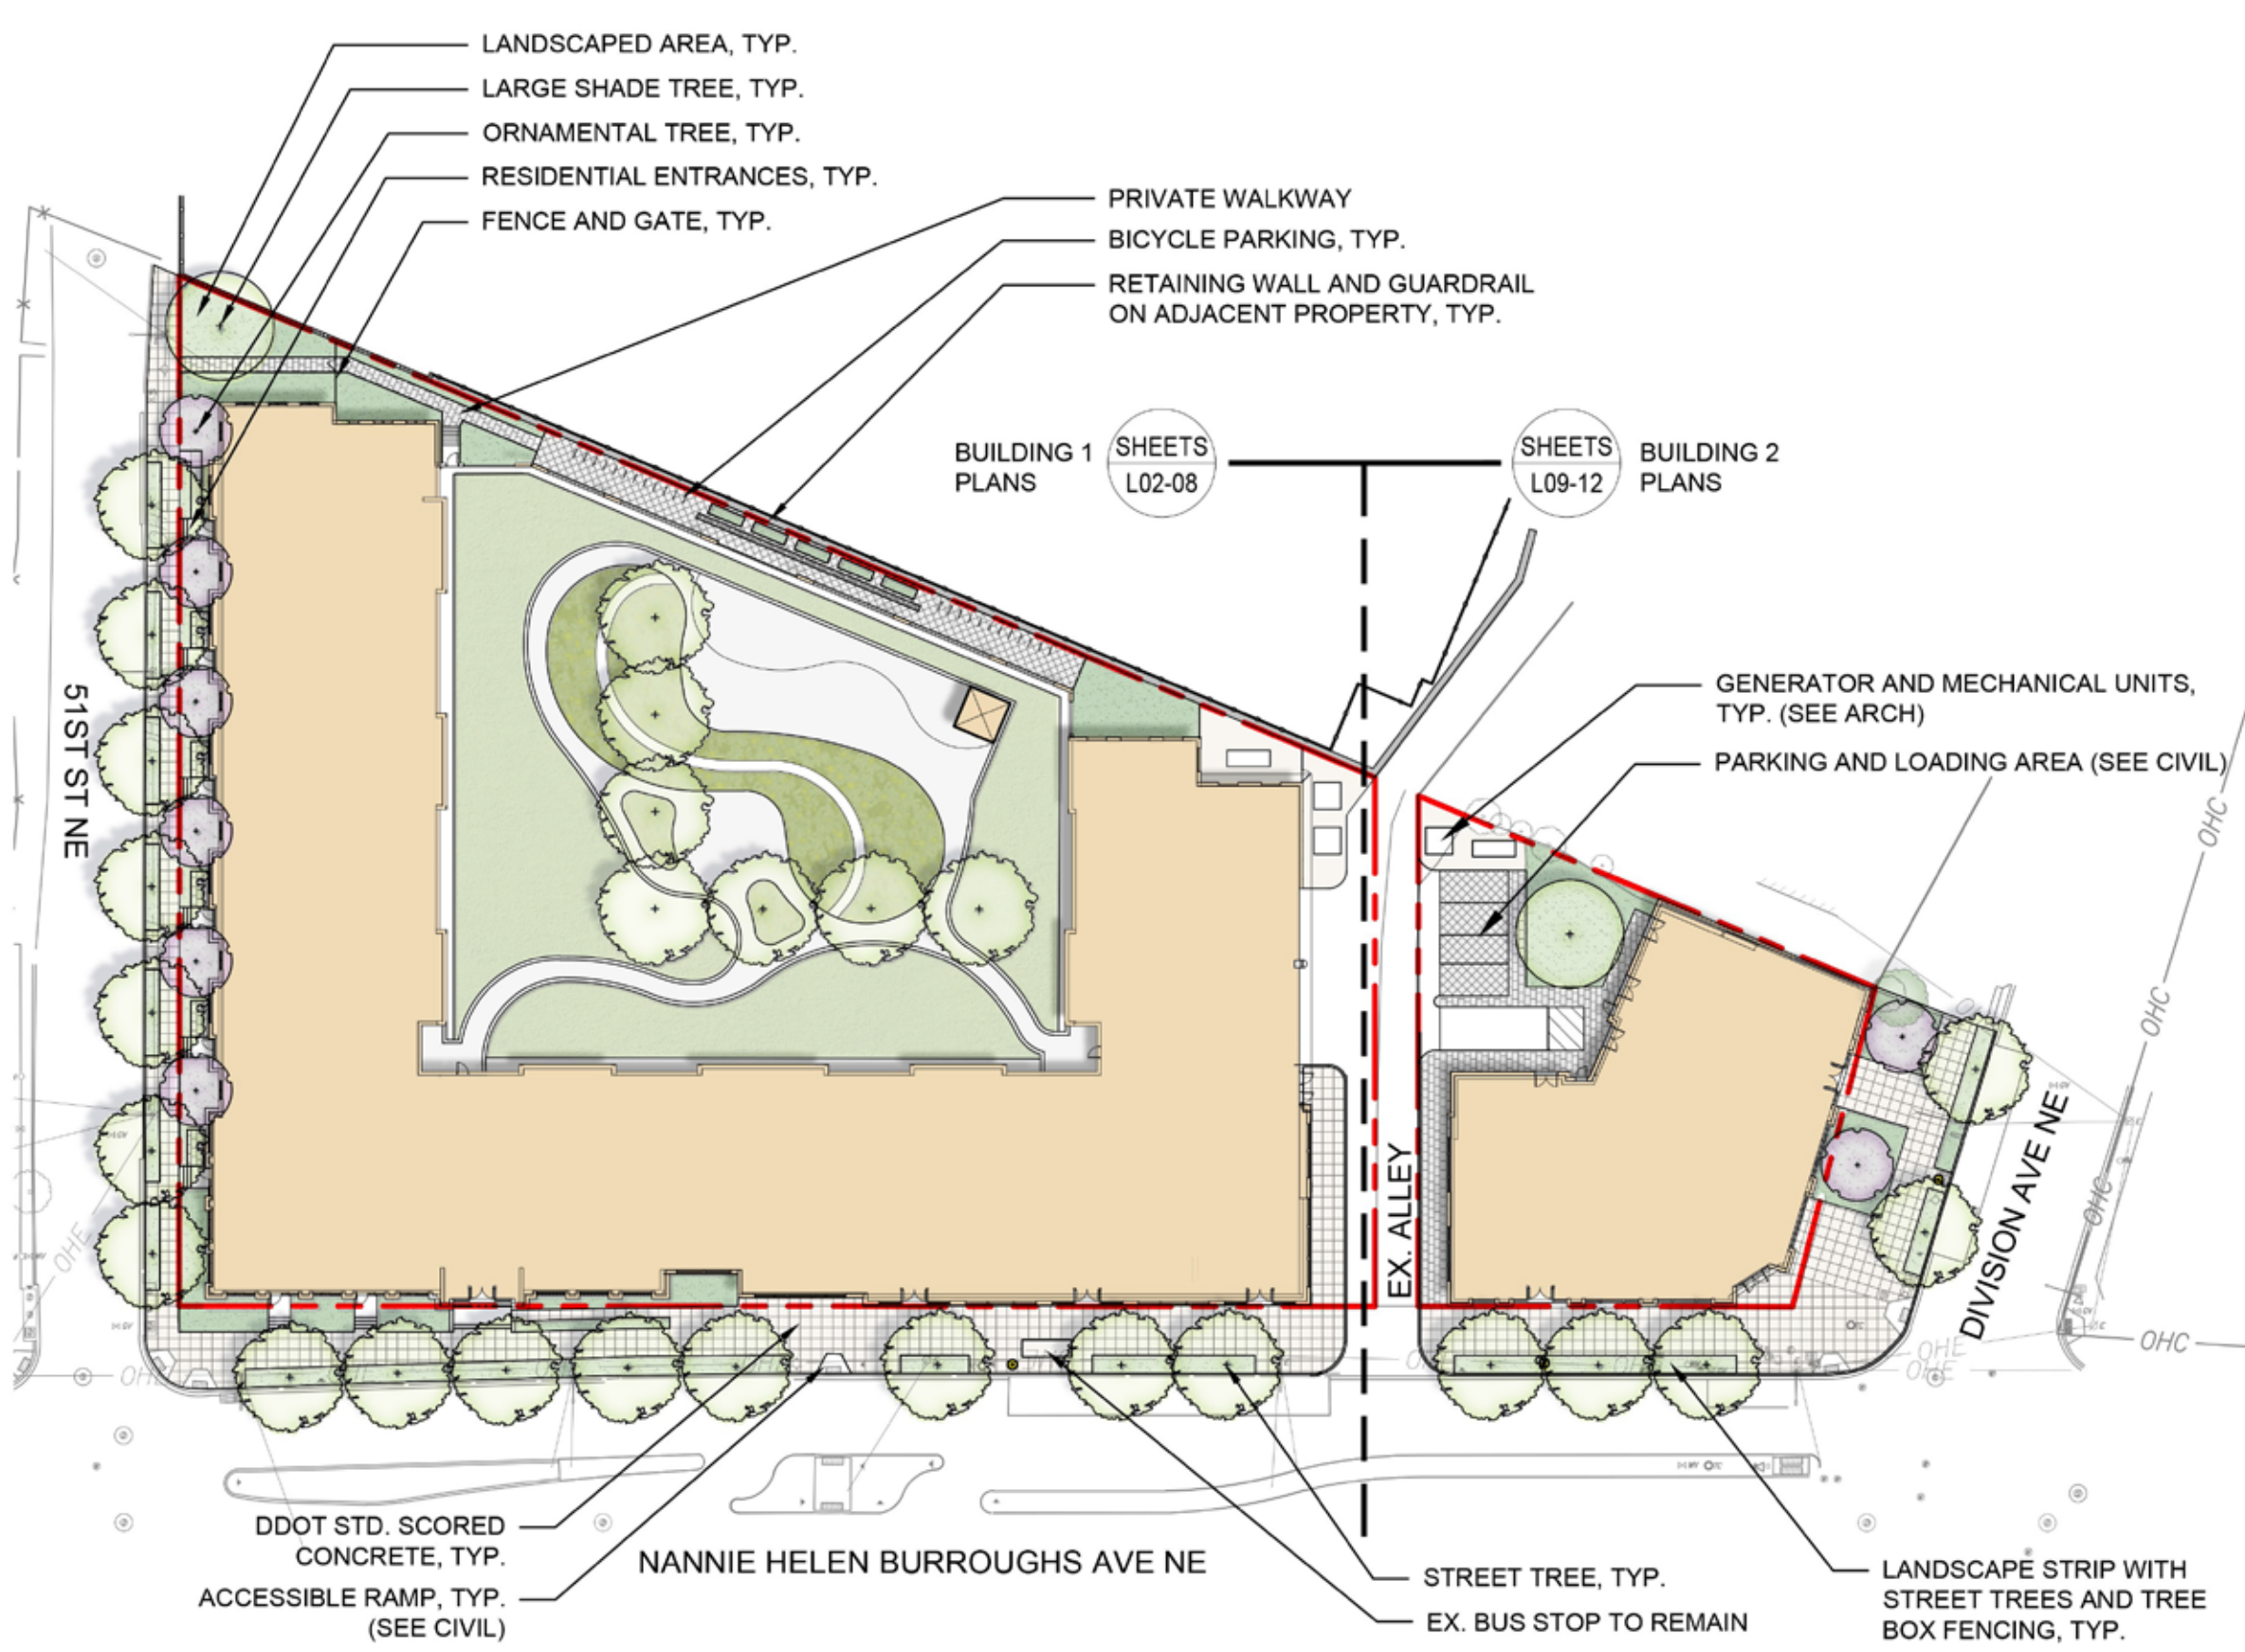 LANDSCAPED AREA, TYP.
LARGE SHADE TREE, TYP.
ORNAMENTAL TREE, TYP.
RESIDENTIAL ENTRANCES, TYP.
FENCE AND GATE, TYP.
PRIVATE WALKWAY
BICYCLE PARKING, TYP.
RETAINING WALL AND GUARDRAIL
ON ADJACENT PROPERTY, TYP.
BUILDING 1
PLANS
SHEETS
L02-08
SHEETS
L09-12
BUILDING 2
PLANS
GENERATOR AND MECHANICAL UNITS,
TYP. (SEE ARCH)
PARKING AND LOADING AREA (SEE CIVIL)
51ST ST NE
EX. ALLEY
DIVISION AVE NE
OHC
OHC
OHC
OHC
OHE
OHE
OHE
DDOT STD. SCORED
CONCRETE, TYP.
ACCESSIBLE RAMP, TYP.
(SEE CIVIL)
NANNIE HELEN BURROUGHS AVE NE
STREET TREE, TYP.
EX. BUS STOP TO REMAIN
LANDSCAPE STRIP WITH
STREET TREES AND TREE
BOX FENCING, TYP.